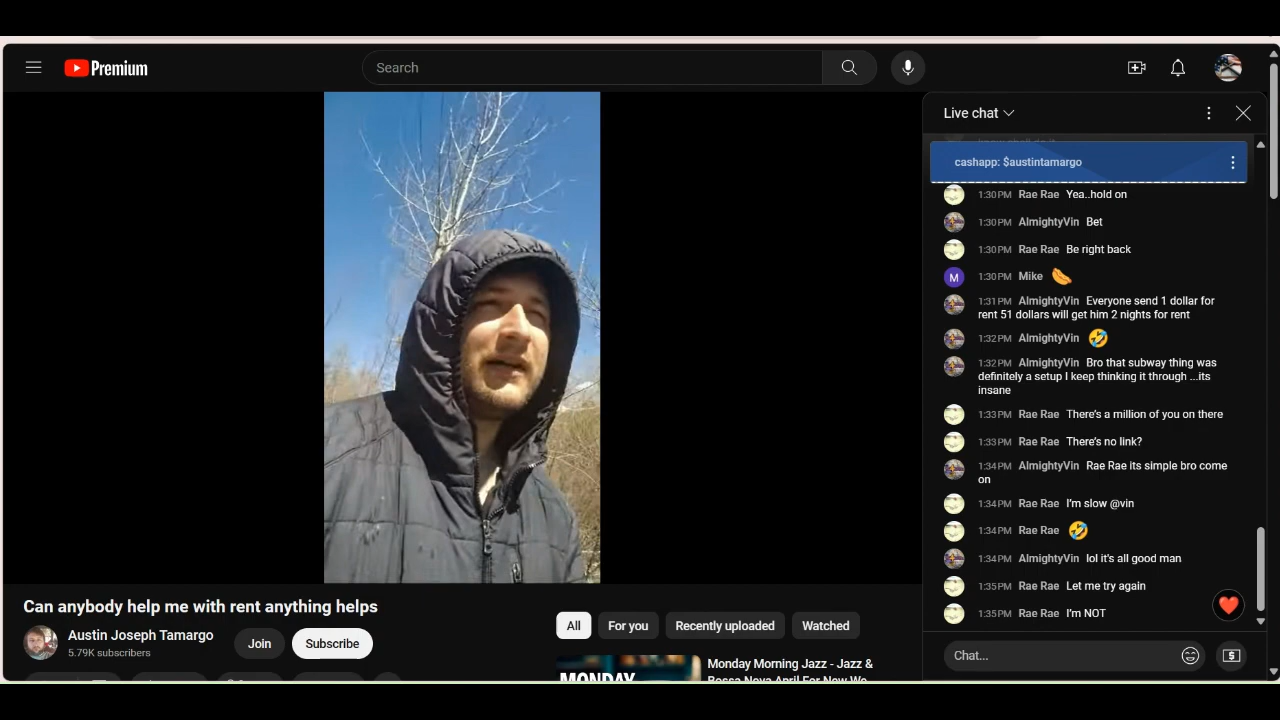 Premium
Search
Live chat
cashapp: $austintamargo
1:30 PM Rae Rae Yea..hold on
1:30 PM AlmightyVin Bet
1:30 PM Rae Rae Be right back
M 1:30 PM Mike
1:31 PM AlmightyVin Everyone send 1 dollar for
rent 51 dollars will get him 2 nights for rent
1:32 PM AlmightyVin 🤣
1:32 PM AlmightyVin Bro that subway thing was
definitely a setup I keep thinking it through ...its
insane
1:33 PM Rae Rae There's a million of you on there
1:33 PM Rae Rae There's no link?
1:34 PM AlmightyVin Rae Rae its simple bro come
on
1:34 PM Rae Rae I'm slow @vin
1:34 PM Rae Rae 🤣
1:34 PM AlmightyVin lol it's all good man
1:35 PM Rae Rae Let me try again
1:35 PM Rae Rae I'm NOT
Chat...
Can anybody help me with rent anything helps
Austin Joseph Tamargo
5.79K subscribers
Join
Subscribe
All
For you
Recently uploaded
Watched
MONDAY
Monday Morning Jazz - Jazz &
Bossa Nova April For New We